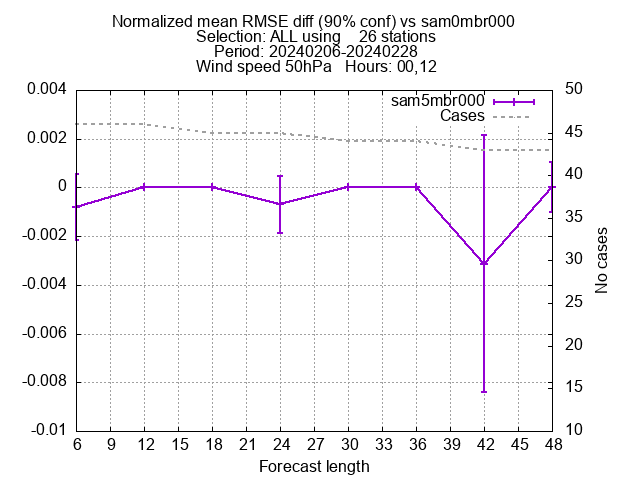 Normalized mean RMSE diff (90% conf) vs sam0mbr000
Selection: ALL using    26 stations
Period: 20240206-20240228
Wind speed 50hPa   Hours: 00,12
sam5mbr000
Cases
0.004
0.002
0
-0.002
-0.004
-0.006
-0.008
-0.01
50
45
40
35
30
25
20
15
10
No cases
6 9 12 15 18 21 24 27 30 33 36 39 42 45 48
Forecast length